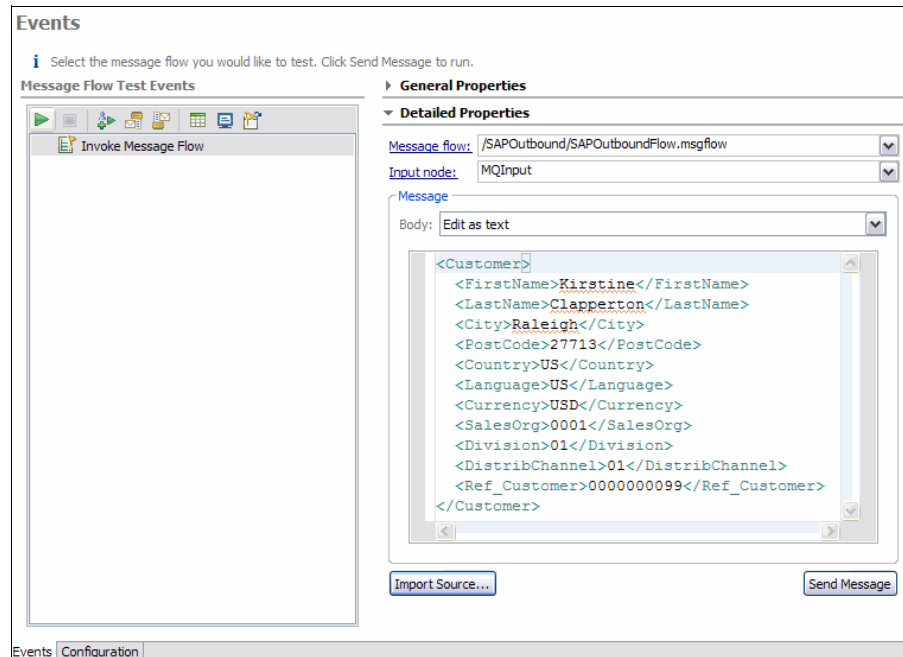 Events
i Select the message flow you would like to test. Click Send Message to run.
Message Flow Test Events
Invoke Message Flow
General Properties
Detailed Properties
Message flow: /SAPOutbound/SAPOutboundFlow.msgflow
Input node: MQInput
Message
Body: Edit as text
<Customer>
<FirstName>Kirstine</FirstName>
<LastName>Clapperton</LastName>
<City>Raleigh</City>
<PostCode>27713</PostCode>
<Country>US</Country>
<Language>US</Language>
<Currency>USD</Currency>
<SalesOrg>0001</SalesOrg>
<Division>01</Division>
<DistribChannel>01</DistribChannel>
<Ref_Customer>0000000099</Ref_Customer>
</Customer>
Import Source... Send Message
Events Configuration